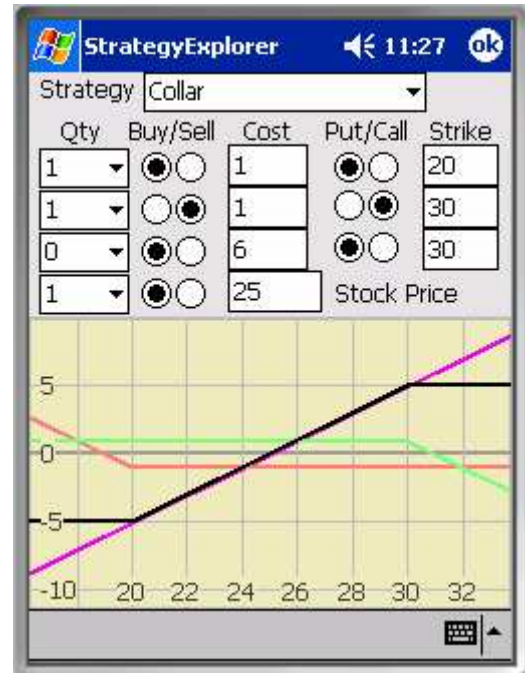 StrategyExplorer 11:27 ok
Strategy Collar
Qty Buy/Sell Cost Put/Call Strike
1 1 20
1 1 30
0 6 30
1 25 Stock Price
5
0
-5
-10 20 22 24 26 28 30 32